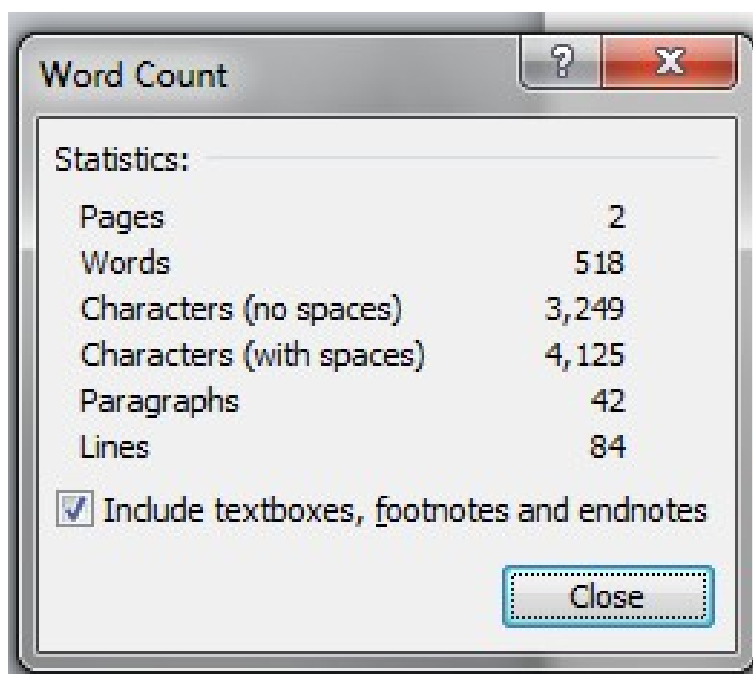 Word Count
Statistics:
Pages 2
Words 518
Characters (no spaces) 3,249
Characters (with spaces) 4,125
Paragraphs 42
Lines 84
Include textboxes, footnotes and endnotes
Close